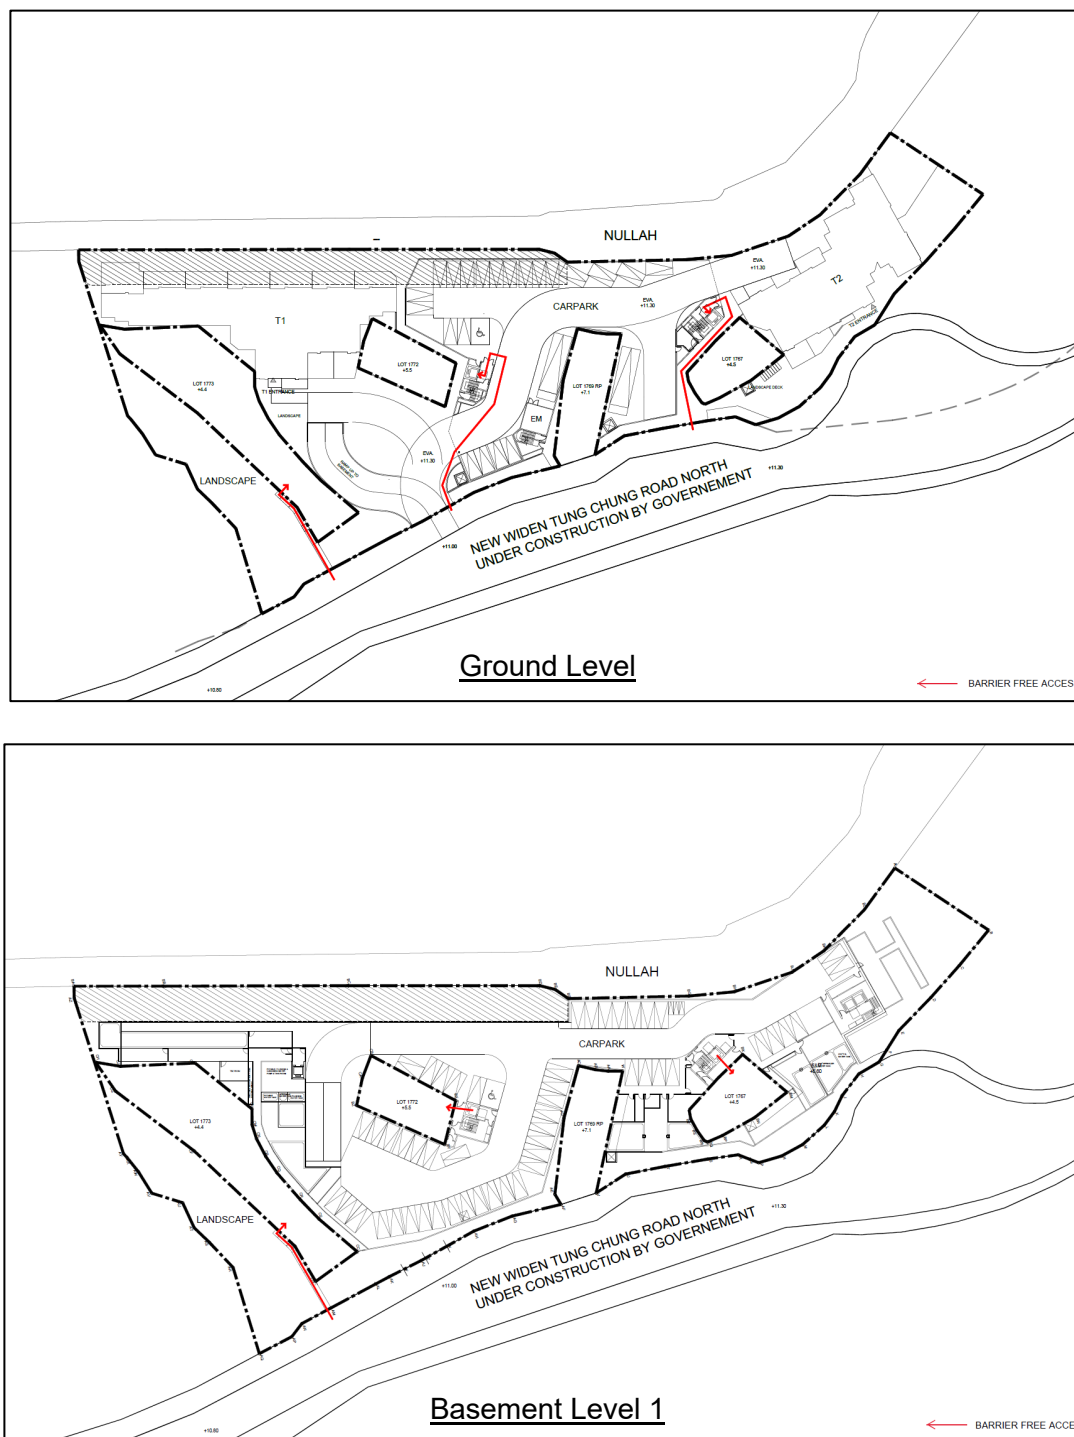 NULLAH
EVA.
+11.30
T2
CARPARK
EVA.
+11.30
T1
T2 ENTRANCE
LOT 1772
+5.5
LOT 1767
+4.5
LOT 1773
+4.4
LOT 1769 RP
+7.1
LANDSCAPE DECK
T1 ENTRANCE
LANDSCAPE
EM
EVA.
+11.30
RAMP UP TO
BASEMENT
LANDSCAPE
+11.30
NEW WIDEN TUNG CHUNG ROAD NORTH
UNDER CONSTRUCTION BY GOVERNEMENT
+11.00
Ground Level
+10.80
BARRIER FREE ACCES
NULLAH
CARPARK
LOT 1772
+5.5
LOT 1767
+4.5
LOT 1773
+4.4
LOT 1769 RP
+7.1
LANDSCAPE
+11.30
NEW WIDEN TUNG CHUNG ROAD NORTH
UNDER CONSTRUCTION BY GOVERNEMENT
+11.00
Basement Level 1
+10.80
BARRIER FREE ACCE